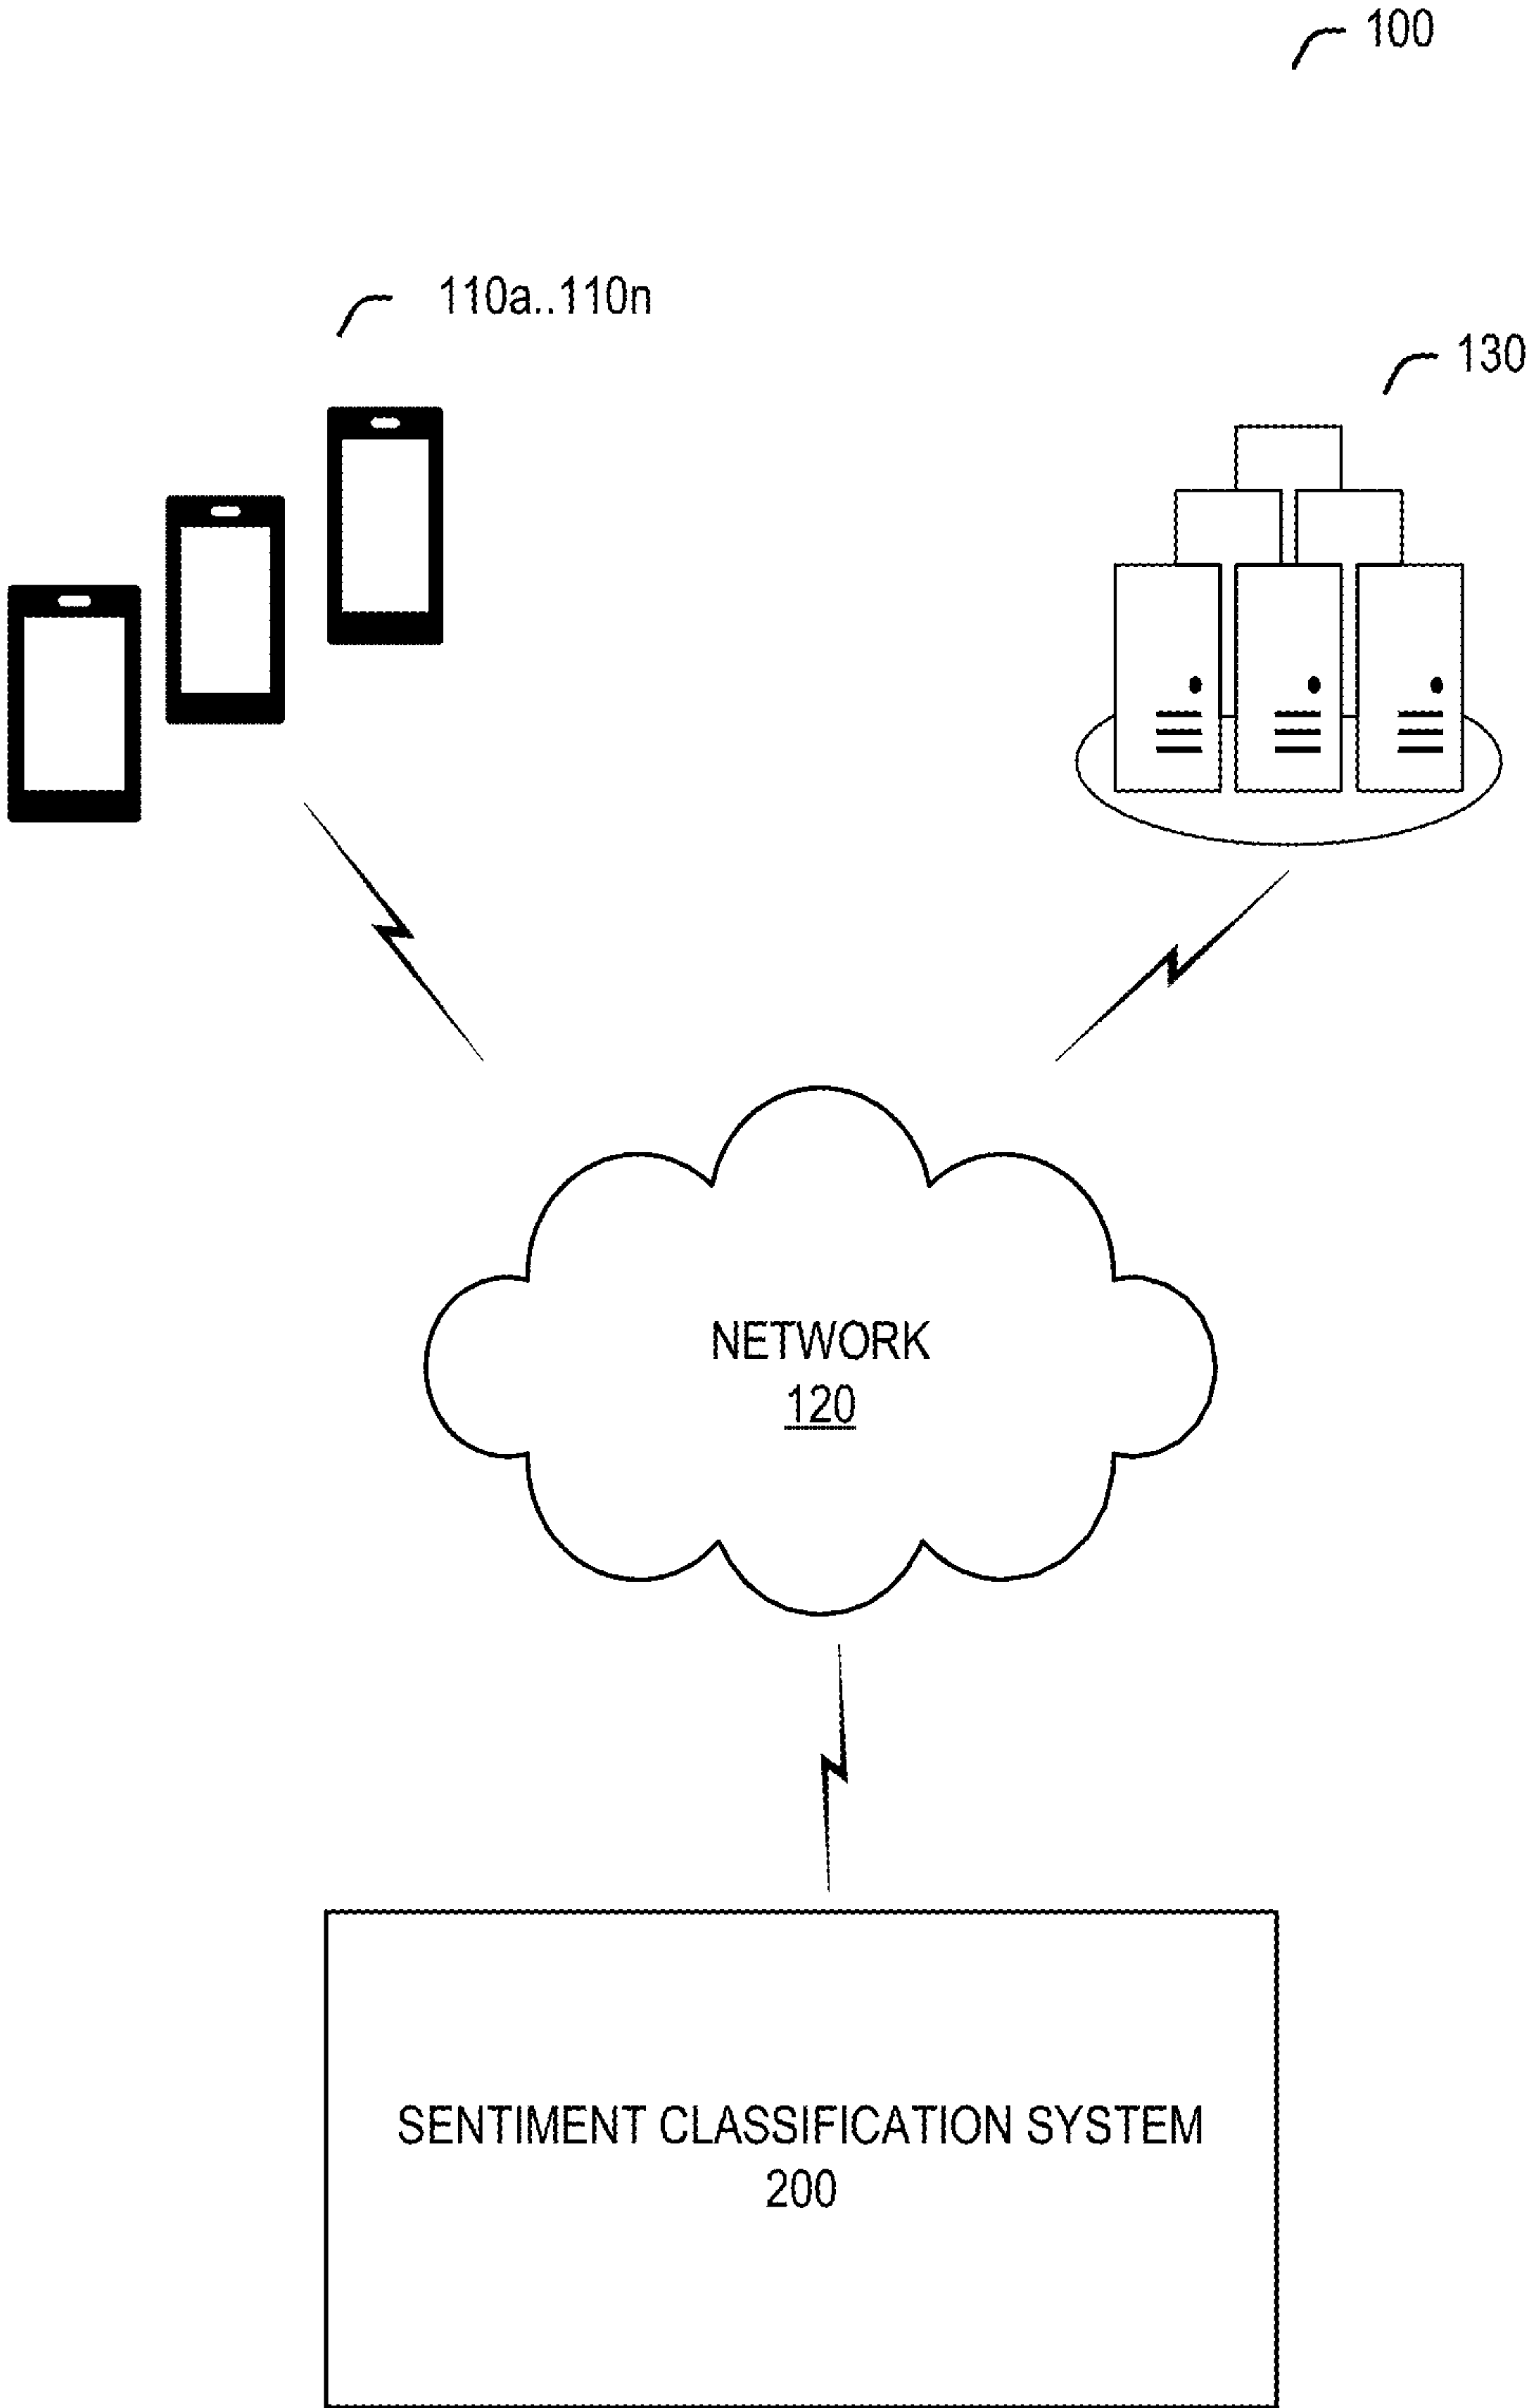 100
110a..110n
130
NETWORK
120
SENTIMENT CLASSIFICATION SYSTEM
200